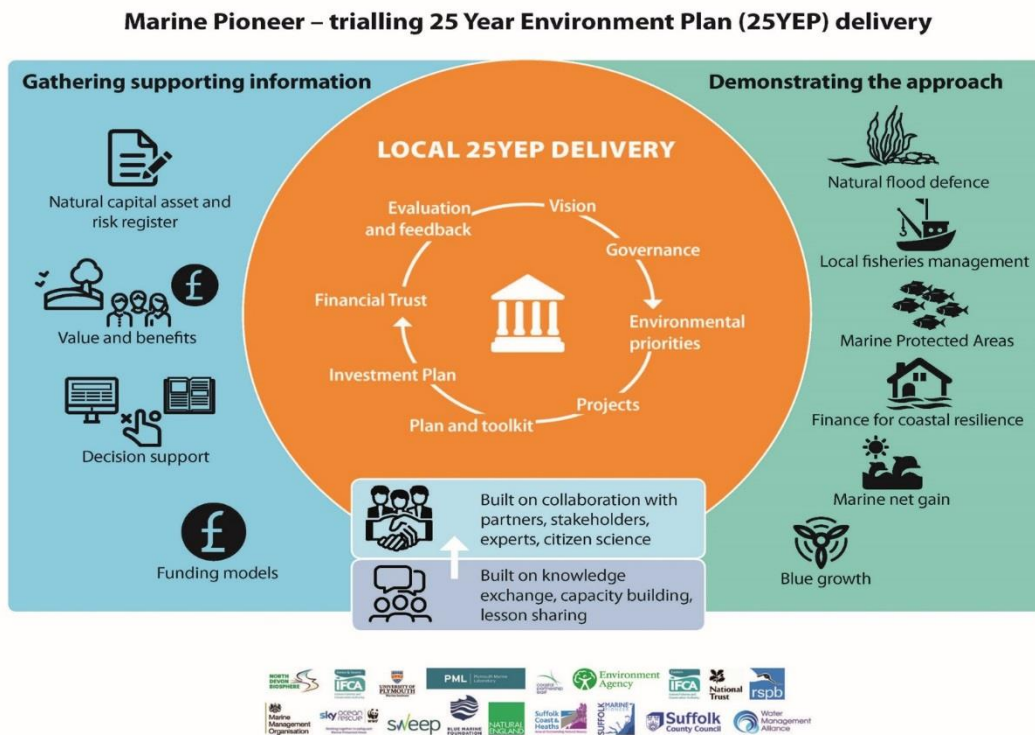 Marine Pioneer – trialling 25 Year Environment Plan (25YEP) delivery
Gathering supporting information
Natural capital asset and
risk register
£
Value and benefits
Decision support
£
Funding models
LOCAL 25YEP DELIVERY
Vision
Governance
Environmental
priorities
Projects
Plan and toolkit
Investment Plan
Financial Trust
Evaluation
and feedback
Built on collaboration with
partners, stakeholders,
experts, citizen science
Built on knowledge
exchange, capacity building,
lesson sharing
Demonstrating the approach
Natural flood defence
Local fisheries management
Marine Protected Areas
Finance for coastal resilience
Marine net gain
Blue growth
NORTH
DEVON
BIOSPHERE
IFCA
UNIVERSITY OF
PLYMOUTH
PML
Plymouth Marine
Laboratory
Environment
Agency
IFCA
National
Trust
rspb
Marine
Management
Organisation
sky ocean
rescue
WWF
sweep
BLUE MARINE
FOUNDATION
NATURAL
ENGLAND
Suffolk
Coast &
Heaths
SUFFOLK
MARINE
Suffolk
County Council
Water
Management
Alliance